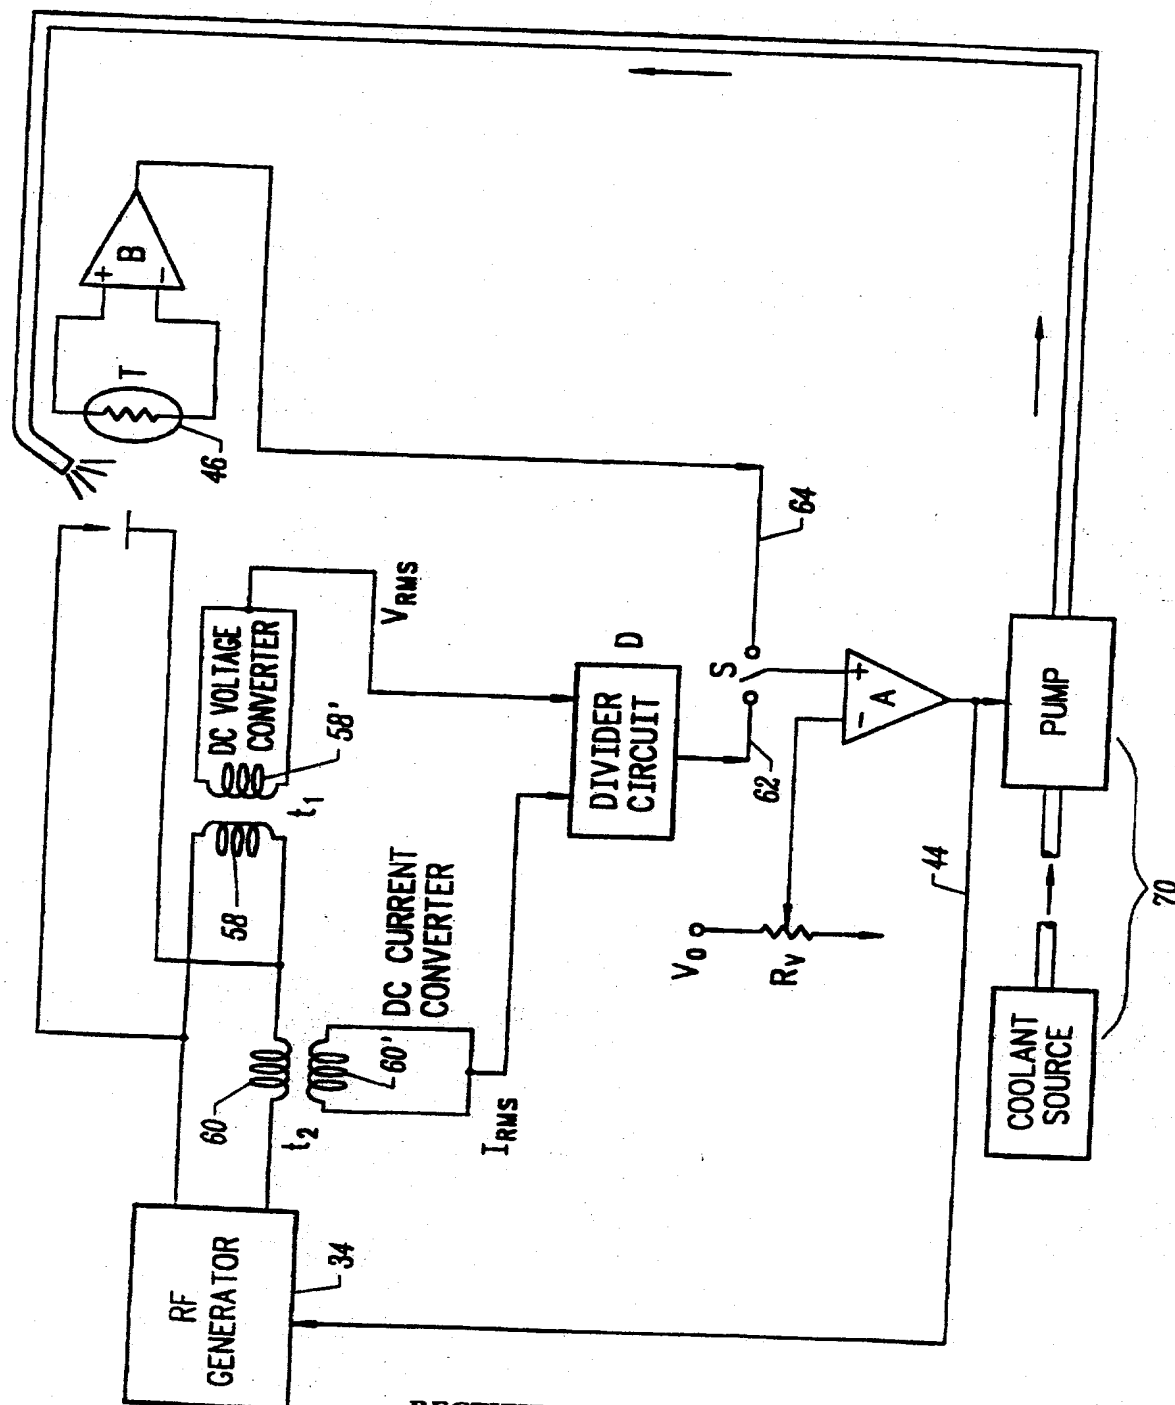 RF
GENERATOR
34
60
t2
60'
IRMS
DC CURRENT
CONVERTER
58
t1
58'
DC VOLTAGE
CONVERTER
VRMS
46
T
+
B
−
DIVIDER
CIRCUIT
D
62
S
64
V0
RV
−
A
+
44
COOLANT
SOURCE
PUMP
70